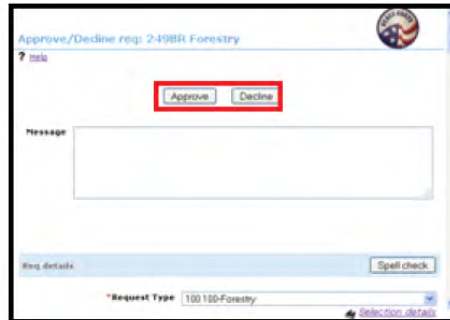 Approve/Decline req: 2498R Forestry
? Help
Approve Decline
Message
Req details Spell check
*Request Type 100 100-Forestry
Selection details